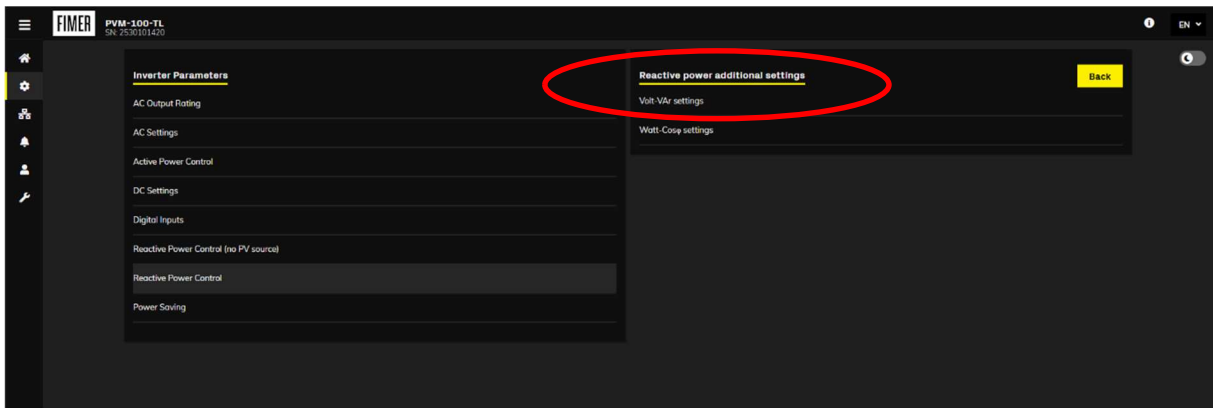 FIMER
PVM-100-TL
SN: 2530101420
EN
Inverter Parameters
AC Output Rating
AC Settings
Active Power Control
DC Settings
Digital Inputs
Reactive Power Control (no PV source)
Reactive Power Control
Power Saving
Reactive power additional settings
Back
Volt-VAr settings
Watt-Cosφ settings